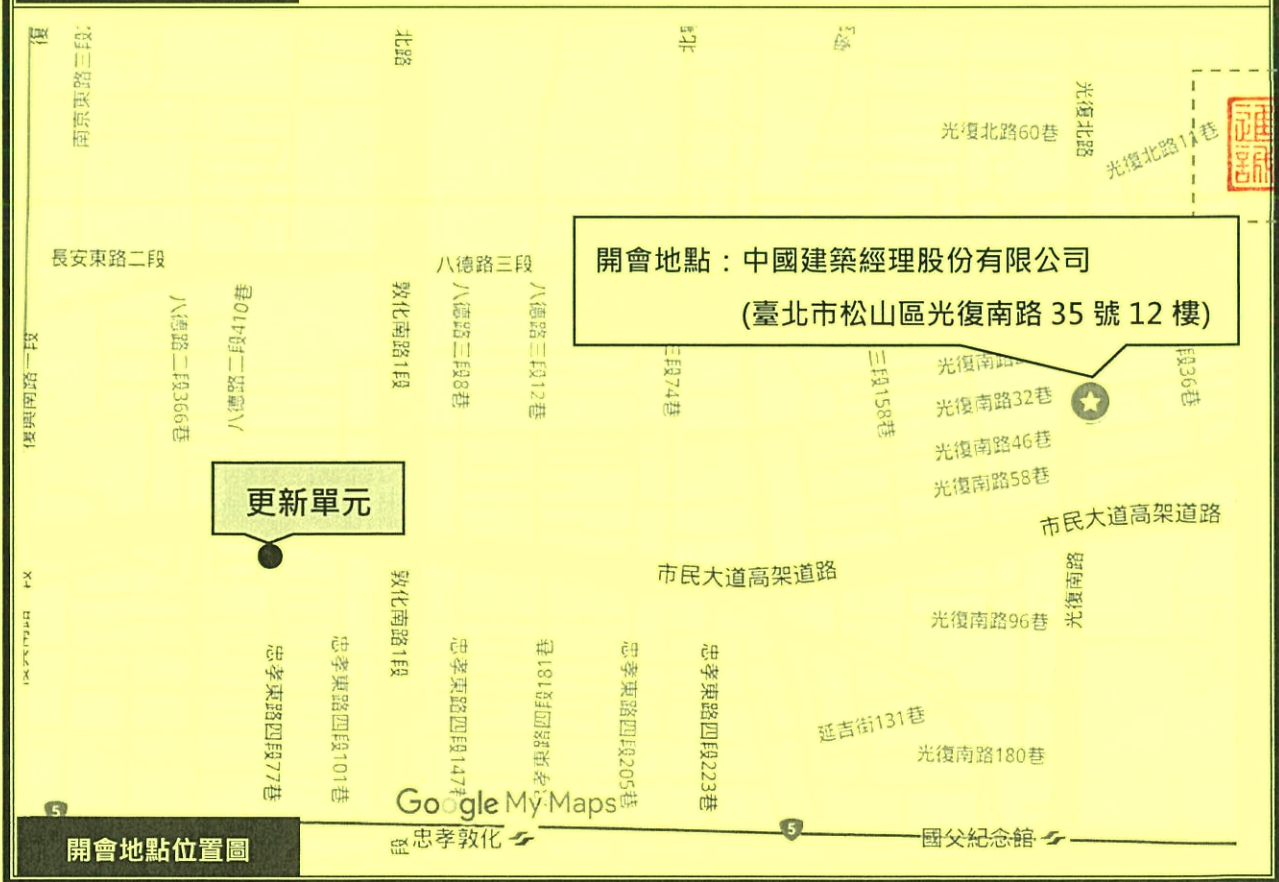 復
南京東路三段
北路
光復北路
光復北路60巷
光復北路11巷
進
誠
長安東路二段
八德路三段
開會地點：中國建築經理股份有限公司
(臺北市松山區光復南路 35 號 12 樓)
八德路二段366巷
八德路二段410巷
敦化南路1段
八德路三段8巷
八德路三段12巷
三段74巷
三段158巷
光復南路
段36巷
復興南路一段
光復南路32巷
光復南路46巷
光復南路58巷
更新單元
市民大道高架道路
市民大道高架道路
敦化南路1段
光復南路
光復南路96巷
忠孝東路四段77巷
忠孝東路四段101巷
忠孝東路四段147巷
孝東路四段181巷
忠孝東路四段205巷
忠孝東路四段223巷
延吉街131巷
光復南路180巷
Google My Maps
5
5
開會地點位置圖
段
忠孝敦化
國父紀念館